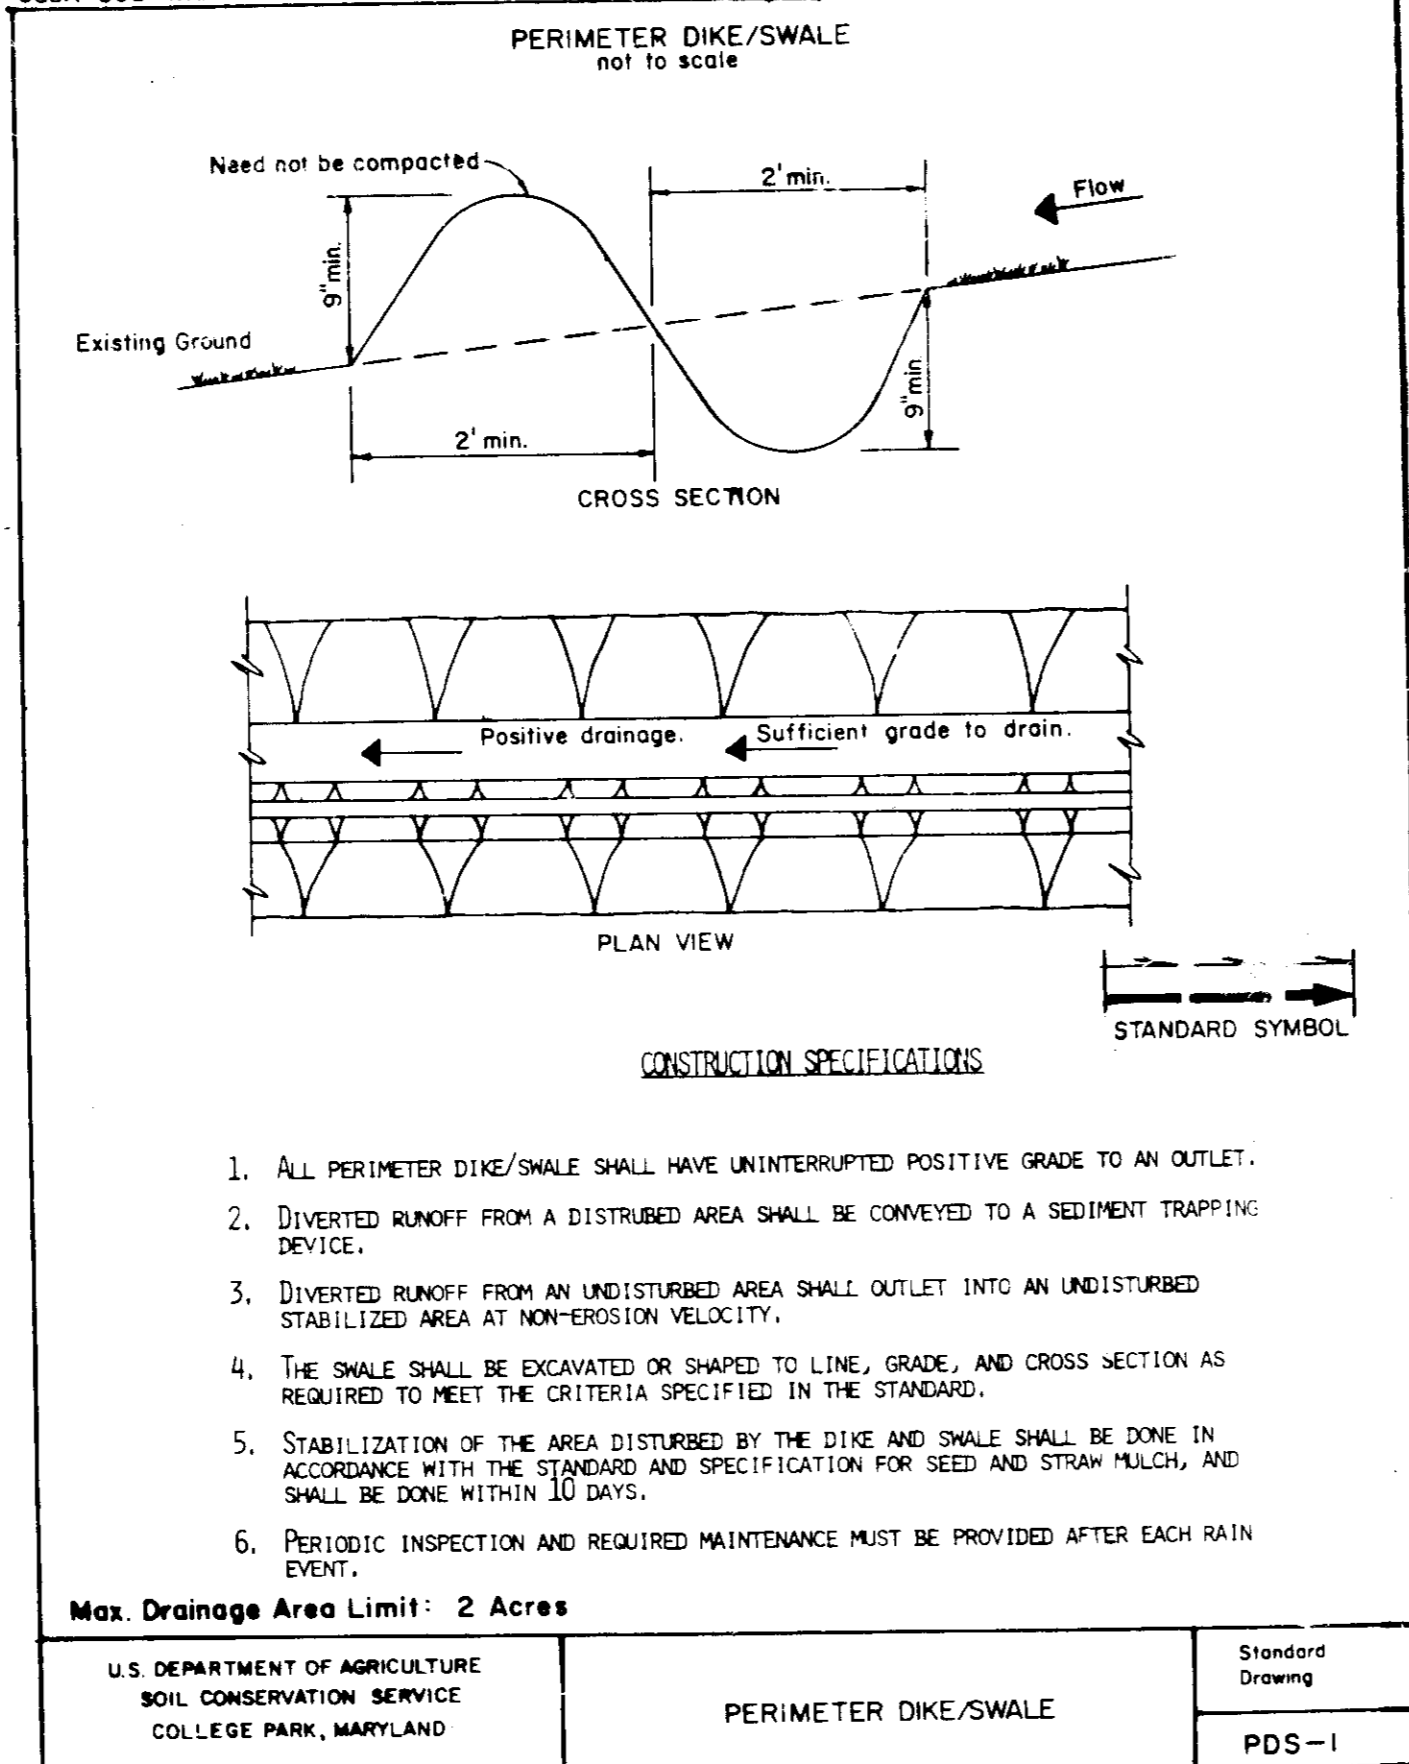 PERIMETER DIKE/SWALE
not to scale
Need not be compacted
2' min.
Flow
9" min.
Existing Ground
9" min
2' min.
CROSS SECTION
Positive drainage.
Sufficient grade to drain.
PLAN VIEW
STANDARD SYMBOL
CONSTRUCTION SPECIFICATIONS
1. ALL PERIMETER DIKE/SWALE SHALL HAVE UNINTERRUPTED POSITIVE GRADE TO AN OUTLET.
2. DIVERTED RUNOFF FROM A DISTRUBED AREA SHALL BE CONVEYED TO A SEDIMENT TRAPPING
DEVICE.
3. DIVERTED RUNOFF FROM AN UNDISTURBED AREA SHALL OUTLET INTO AN UNDISTURBED
STABILIZED AREA AT NON-EROSION VELOCITY.
4. THE SWALE SHALL BE EXCAVATED OR SHAPED TO LINE, GRADE, AND CROSS SECTION AS
REQUIRED TO MEET THE CRITERIA SPECIFIED IN THE STANDARD.
5. STABILIZATION OF THE AREA DISTURBED BY THE DIKE AND SWALE SHALL BE DONE IN
ACCORDANCE WITH THE STANDARD AND SPECIFICATION FOR SEED AND STRAW MULCH, AND
SHALL BE DONE WITHIN 10 DAYS.
6. PERIODIC INSPECTION AND REQUIRED MAINTENANCE MUST BE PROVIDED AFTER EACH RAIN
EVENT.
Max. Drainage Area Limit: 2 Acres
U.S. DEPARTMENT OF AGRICULTURE
SOIL CONSERVATION SERVICE
COLLEGE PARK, MARYLAND
PERIMETER DIKE/SWALE
Standard
Drawing
PDS-1